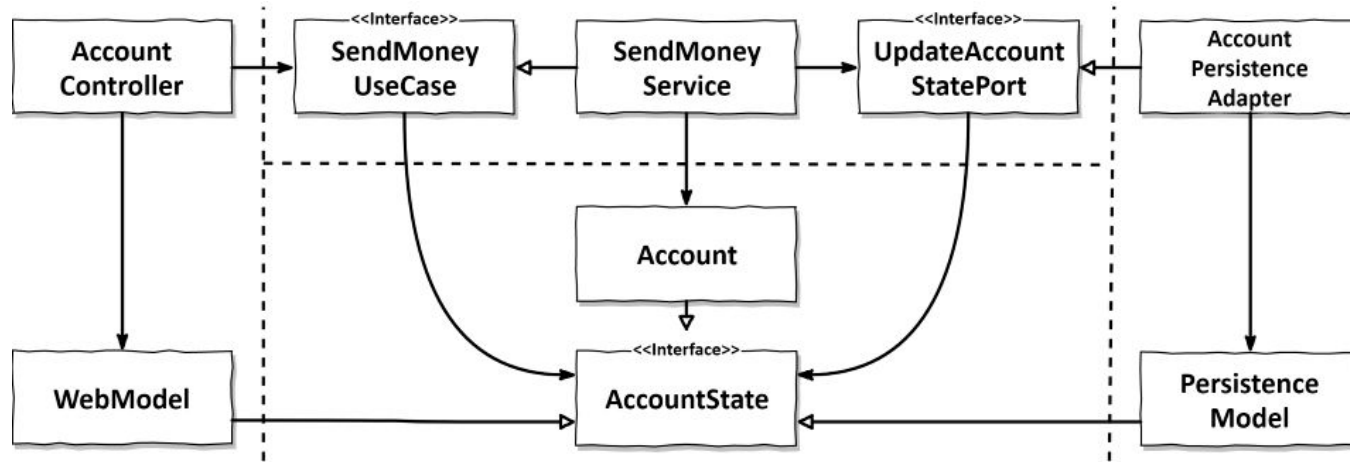 Account
Controller
<<Interface>>
SendMoney
UseCase
SendMoney
Service
<<Interface>>
UpdateAccount
StatePort
Account
Persistence
Adapter
Account
WebModel
<<Interface>>
AccountState
Persistence
Model